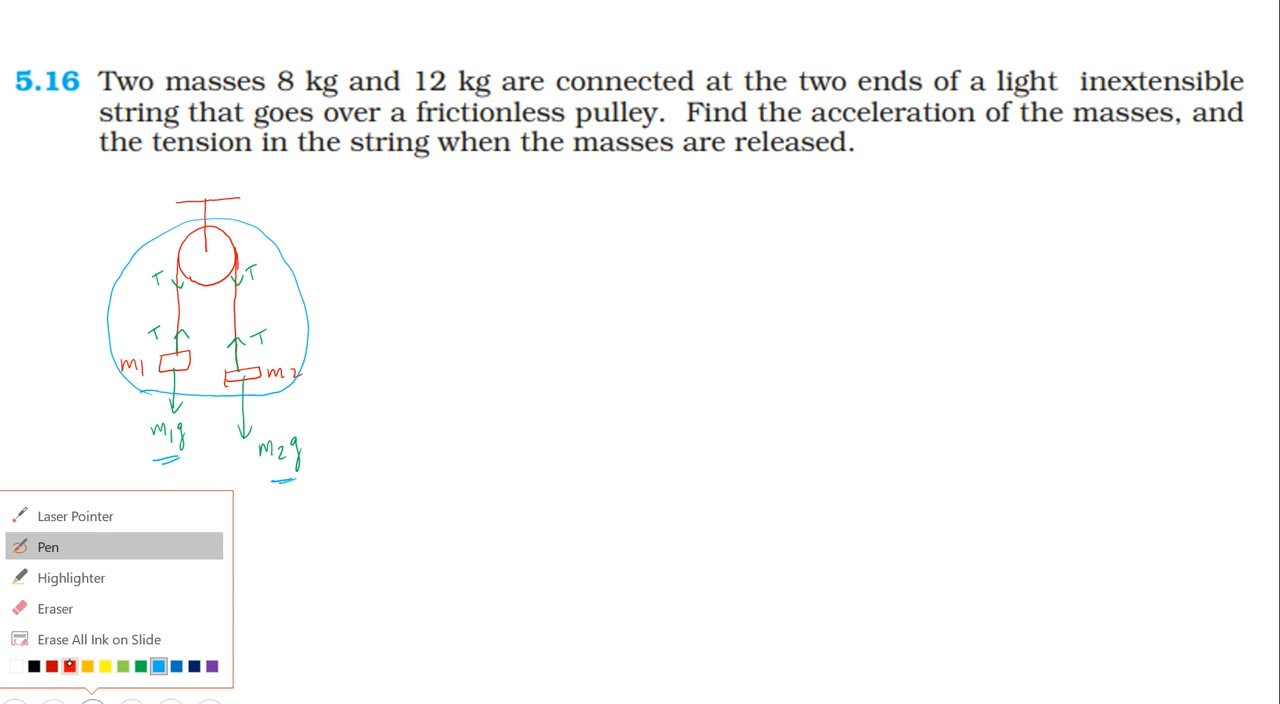 5.16 Two masses 8 kg and 12 kg are connected at the two ends of a light inextensible
string that goes over a frictionless pulley. Find the acceleration of the masses, and
the tension in the string when the masses are released.
T T
T T
m1 m2
m1g
m2g
Laser Pointer
Pen
Highlighter
Eraser
Erase All Ink on Slide